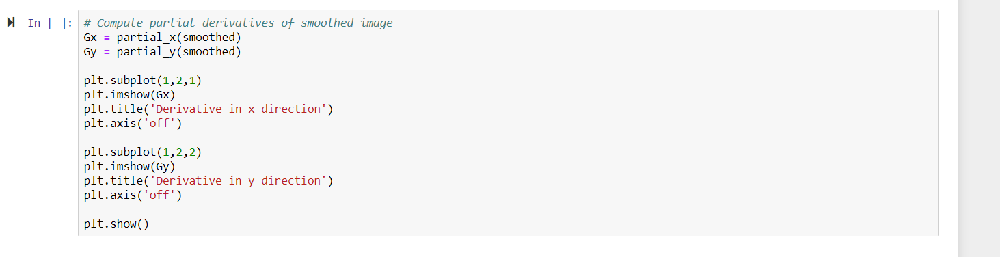 In [ ]: # Compute partial derivatives of smoothed image
Gx = partial_x(smoothed)
Gy = partial_y(smoothed)
plt.subplot(1,2,1)
plt.imshow(Gx)
plt.title('Derivative in x direction')
plt.axis('off')
plt.subplot(1,2,2)
plt.imshow(Gy)
plt.title('Derivative in y direction')
plt.axis('off')
plt.show()